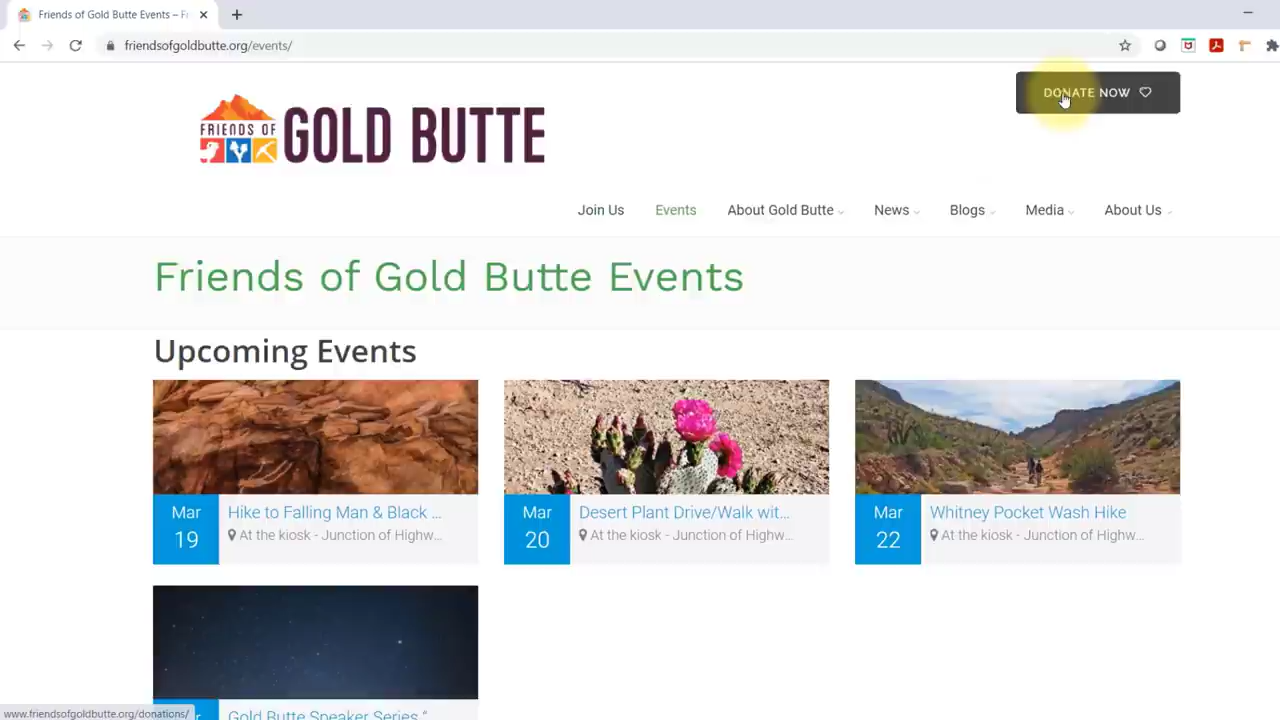 Friends of Gold Butte Events – Fr
friendsofgoldbutte.org/events/
DONATE NOW
FRIENDS OF
GOLD BUTTE
Join Us
Events
About Gold Butte
News
Blogs
Media
About Us
Friends of Gold Butte Events
Upcoming Events
Mar
19
Hike to Falling Man & Black ...
At the kiosk - Junction of Highw...
Mar
20
Desert Plant Drive/Walk wit...
At the kiosk - Junction of Highw...
Mar
22
Whitney Pocket Wash Hike
At the kiosk - Junction of Highw...
Gold Butte Speaker Series "
www.friendsofgoldbutte.org/donations/